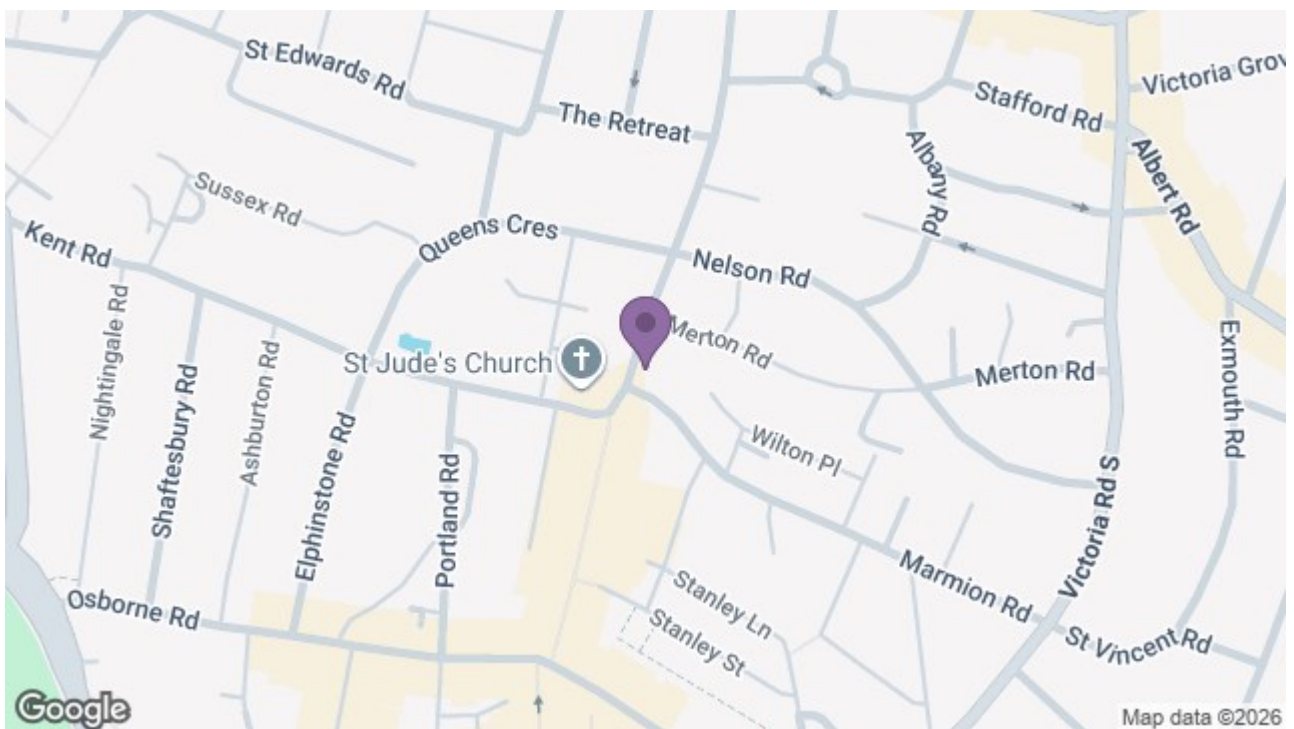 St Edwards Rd
The Retreat
Stafford Rd
Victoria Grov
Albany Rd
Albert Rd
Sussex Rd
Queens Cres
Kent Rd
Nelson Rd
Nightingale Rd
Merton Rd
St Jude's Church
Merton Rd
Exmouth Rd
Shaftesbury Rd
Ashburton Rd
Elphinstone Rd
Portland Rd
Wilton Pl
Victoria Rd S
Marmion Rd
Osborne Rd
Stanley Ln
Stanley St
St Vincent Rd
Google
Map data ©2026